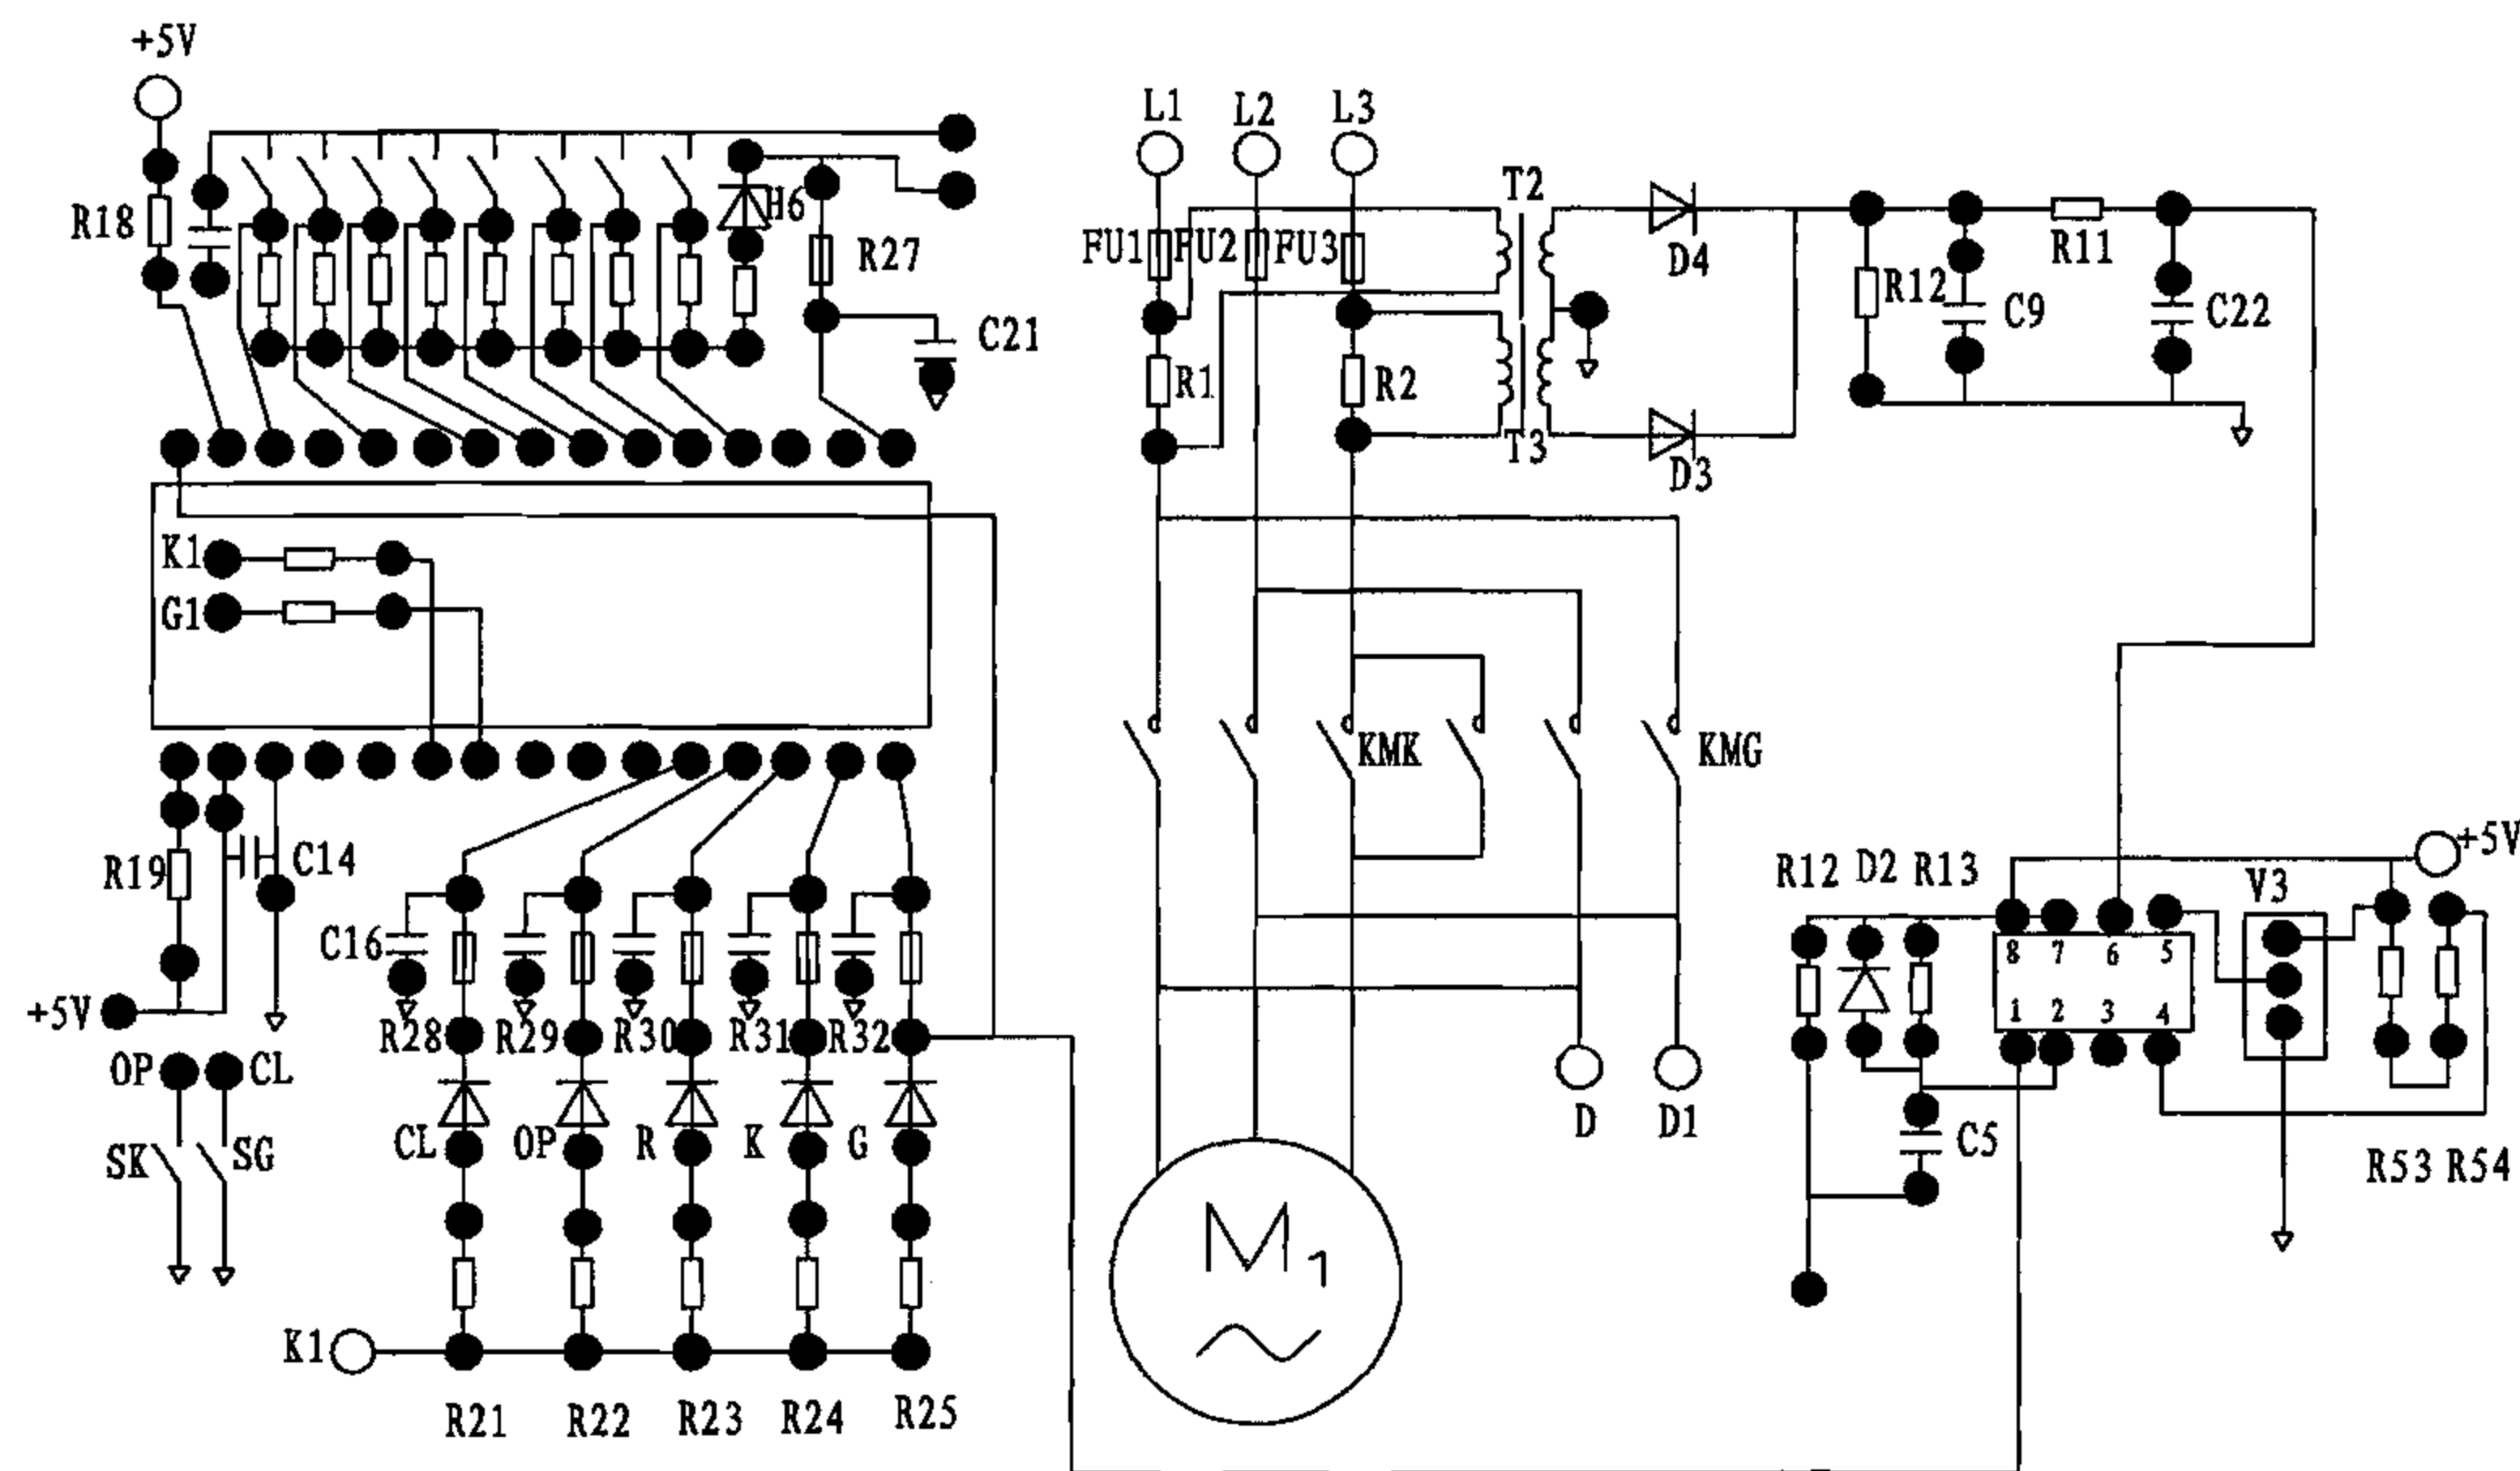 +5V
L1
L2
L3
T2
R18
H6
R27
FU1
FU2
FU3
D4
R12
R11
C9
C22
C21
R1
R2
T3
D3
K1
G1
KMK
KMG
+5V
R19
C14
R12
D2
R13
V3
C16
8
7
6
5
1
2
3
4
+5V
R28
R29
R30
R31
R32
OP
CL
D
D1
SK
SG
CL
OP
R
K
G
C5
R53
R54
M1
K1
R21
R22
R23
R24
R25